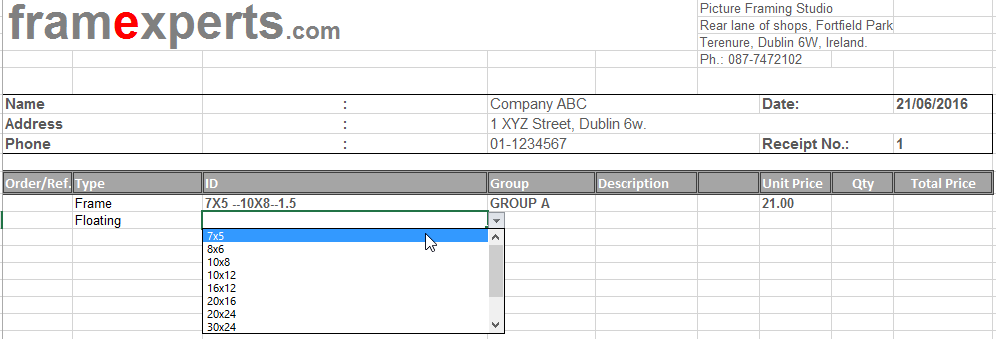 framexperts.com
Picture Framing Studio
Rear lane of shops, Fortfield Park
Terenure, Dublin 6W, Ireland.
Ph.: 087-7472102
Name : Company ABC Date: 21/06/2016
Address : 1 XYZ Street, Dublin 6w.
Phone : 01-1234567 Receipt No.: 1
Order/Ref. Type ID Group Description Unit Price Qty Total Price
Frame 7X5 --10X8--1.5 GROUP A 21.00
Floating
7x5
8x6
10x8
10x12
16x12
20x16
20x24
30x24